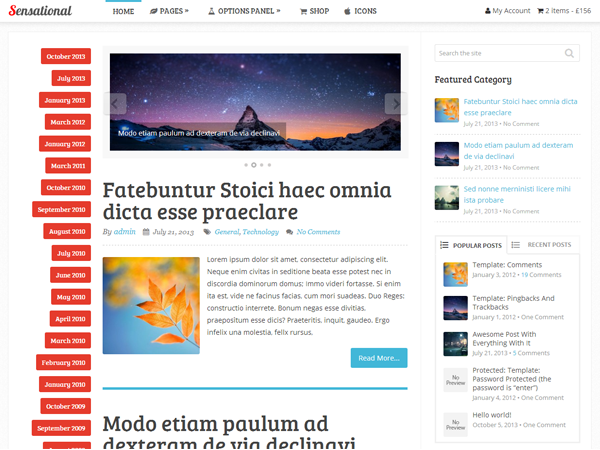 Sensational
HOME
PAGES »
OPTIONS PANEL »
SHOP
ICONS
My Account
2 items - £156
October 2013
July 2013
January 2013
March 2012
January 2012
March 2011
October 2010
September 2010
August 2010
July 2010
June 2010
May 2010
April 2010
March 2010
February 2010
January 2010
October 2009
September 2009
Modo etiam paulum ad dexteram de via declinavi
Fatebuntur Stoici haec omnia
dicta esse praeclare
By admin July 21, 2013 General, Technology No Comments
Lorem ipsum dolor sit amet, consectetur adipiscing elit.
Neque enim civitas in seditione beata esse potest nec in
discordia dominorum domus; immo videri fortasse. Si enim
ita est, vide ne facinus facias, cum mori suadeas. Duo Reges:
constructio interrete. Bonum negas esse divitias,
praepositum esse dicis? Praeteritis, inquit, gaudeo. Ergo
infelix una molestia, fellx rursus,
Read More...
Modo etiam paulum ad
dexteram de via declinavi
Search the site
Featured Category
Fatebuntur Stoici haec omnia dicta
esse praeclare
July 21, 2013 • No Comment
Modo etiam paulum ad dexteram
de via declinavi
July 21, 2013 • No Comment
Sed nonne merninisti licere mihi
ista probare
July 21, 2013 • No Comment
POPULAR POSTS
RECENT POSTS
Template: Comments
January 3, 2012 • 19 Comments
Template: Pingbacks And
Trackbacks
January 1, 2012 • One Comment
Awesome Post With
Everything With It
July 21, 2013 • 5 Comments
No
Preview
Protected: Template:
Password Protected (the
password is “enter”)
January 4, 2012 • One Comment
No
Preview
Hello world!
October 5, 2013 • One Comment